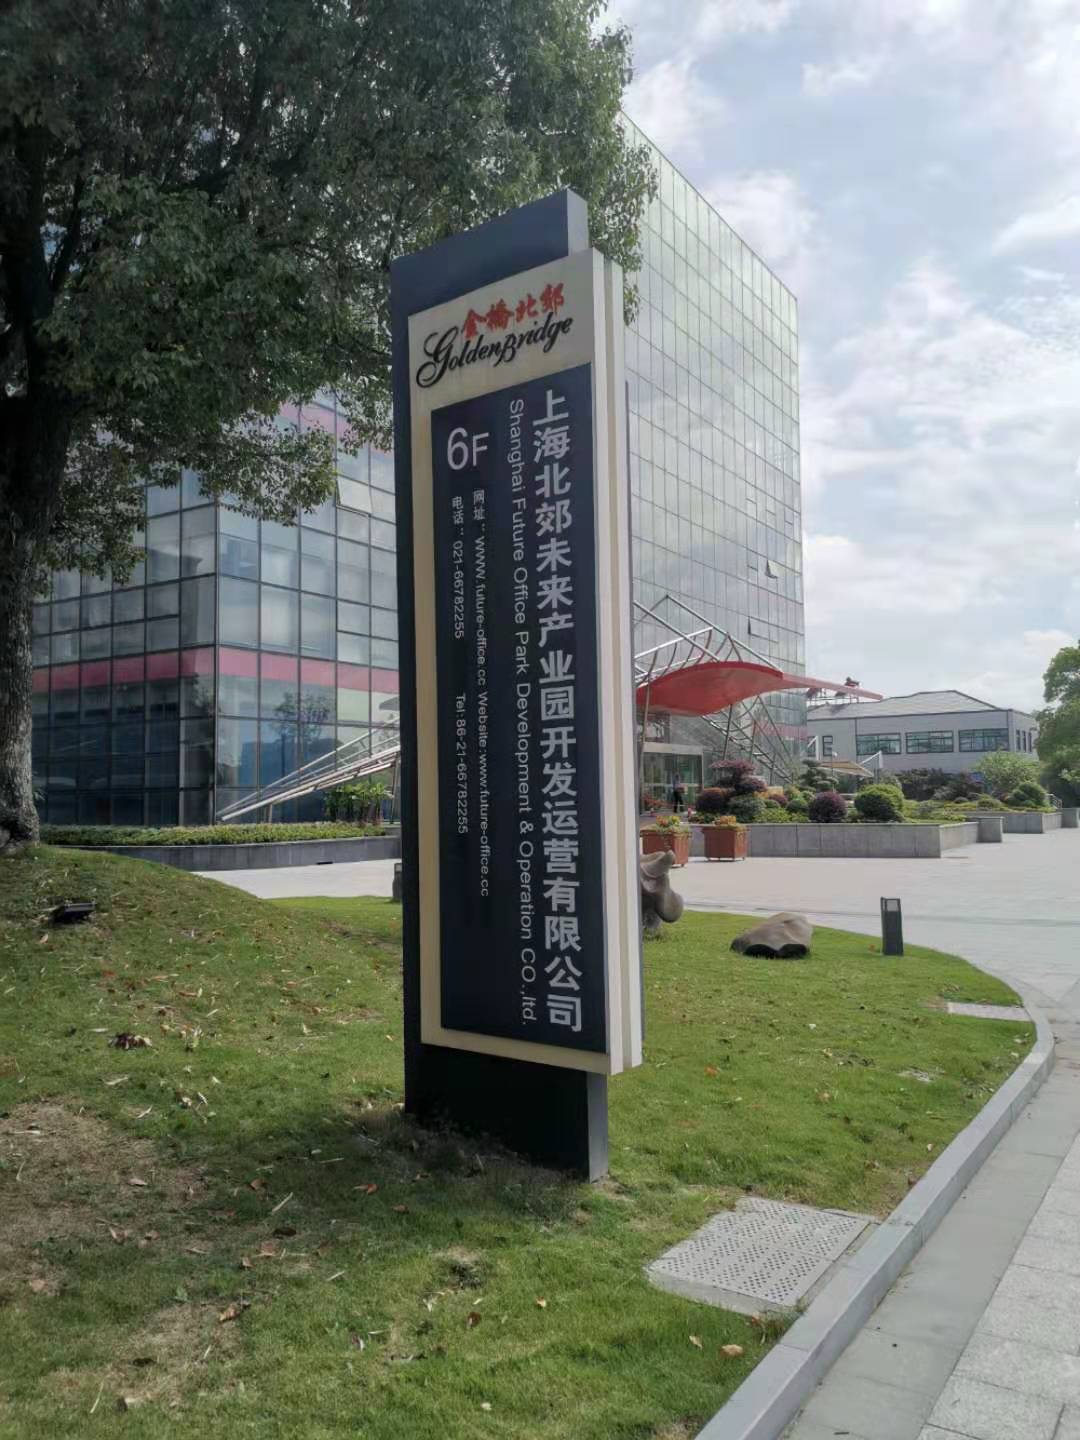 金橋北郊
GoldenBridge
上海北郊未来产业园开发运营有限公司
Shanghai Future Office Park Development & Operation CO.,ltd.
6F
网址：www.future-office.cc Website:www.future-office.cc
电话：021-66782255 Tel:86-21-66782255